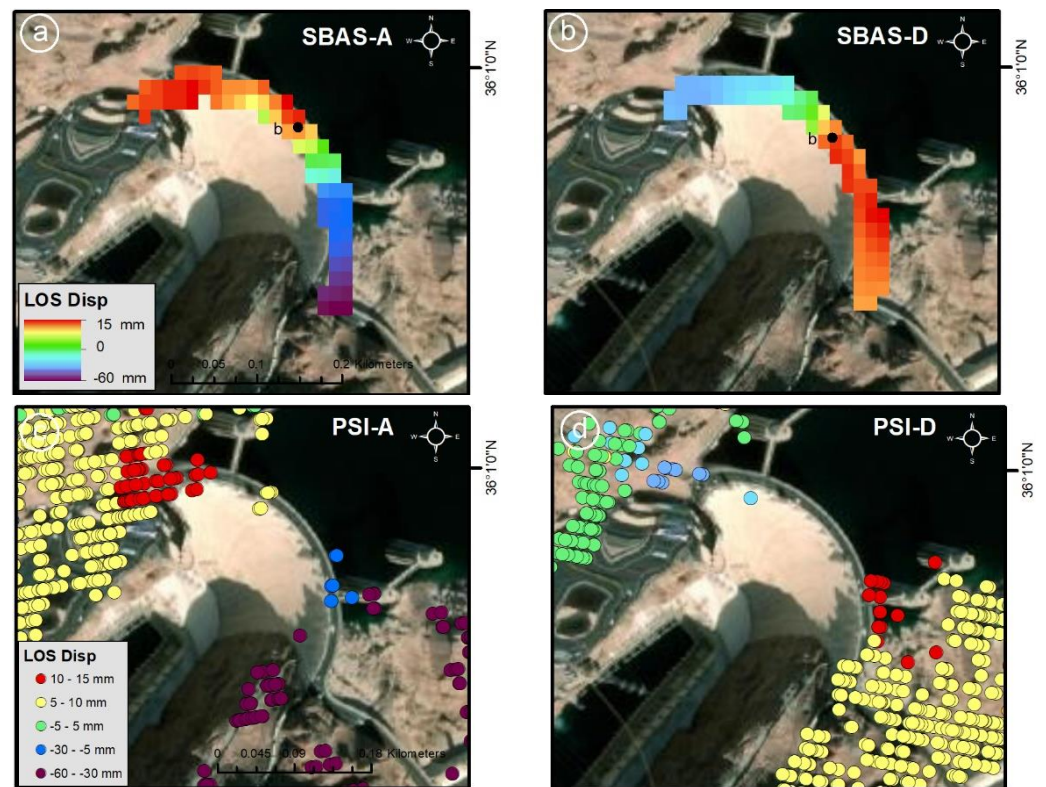 a
SBAS-A
N
W E
S
36°1'0"N
b
LOS Disp
15 mm
0
-60 mm
0 0.05 0.1 0.2 Kilometers
b
SBAS-D
N
W E
S
36°1'0"N
b
c
PSI-A
N
W E
S
36°1'0"N
LOS Disp
10 - 15 mm
5 - 10 mm
-5 - 5 mm
-30 - -5 mm
-60 - -30 mm
0 0.045 0.09 0.18 Kilometers
d
PSI-D
N
W E
S
36°1'0"N